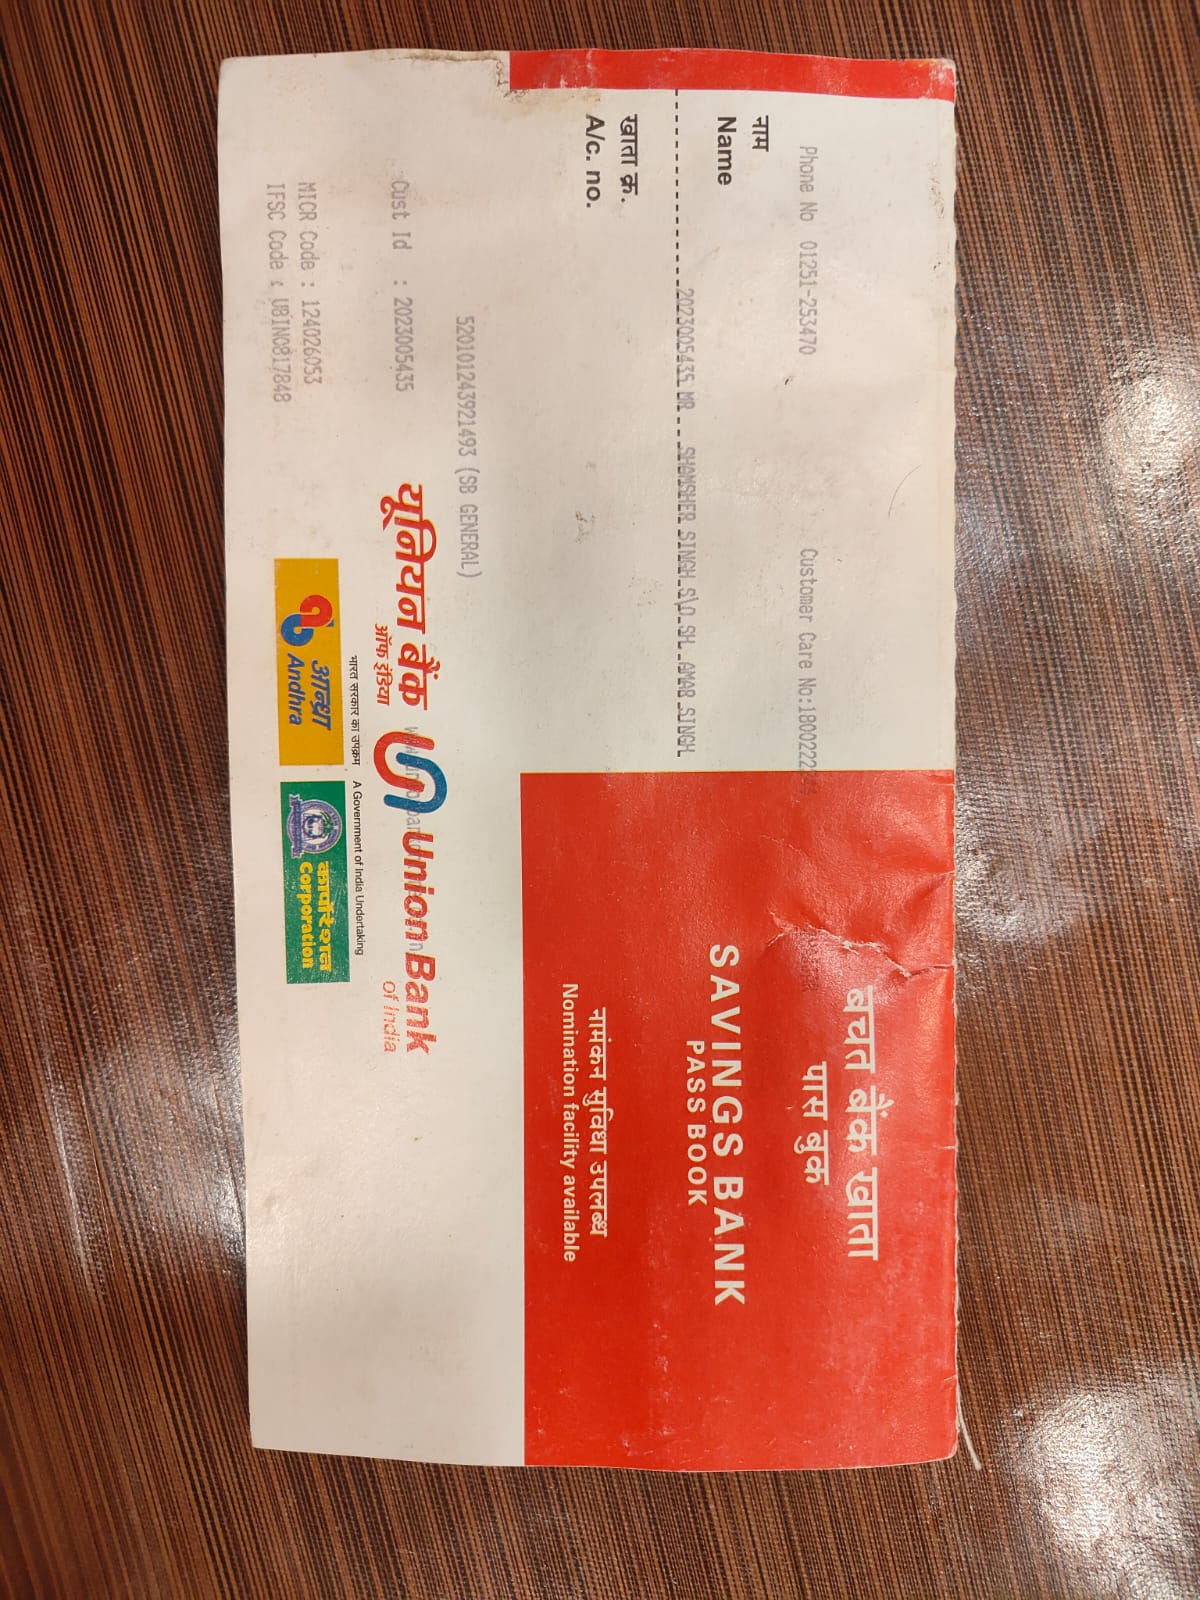 Phone No 01251-253470 Customer Care No:1800222244
नाम
Name
2023005435 MR SHAMSHER SINGH S\O SH. AMAR SINGH
खाता क्र.
A/c. no.
520101243921493 (SB GENERAL)
Cust Id : 2023005435
MICR Code : 124026053
IFSC Code : UBIN0817848
बचत बैंक खाता
पास बुक
SAVINGS BANK
PASS BOOK
नामंकन सुविधा उपलब्ध
Nomination facility available
यूनियन बैंक
ऑफ इंडिया
Union Bank
of India
भारत सरकार का उपक्रम A Government of India Undertaking
आन्ध्रा
Andhra
कार्पोरेशन
Corporation